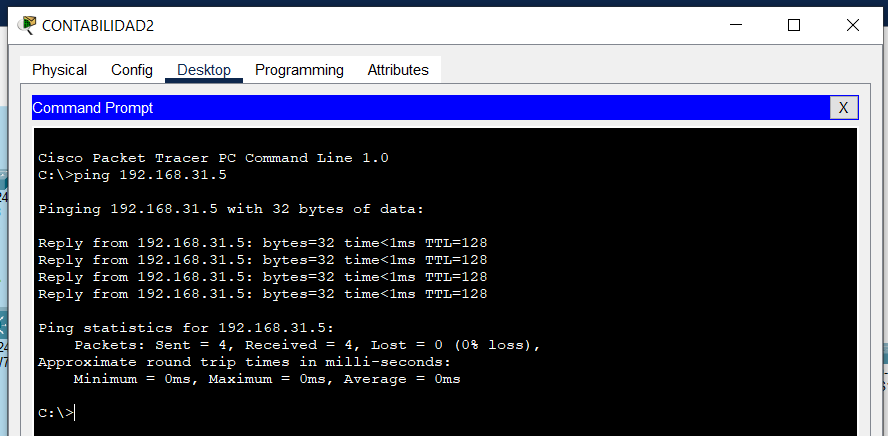 CONTABILIDAD2
Physical Config Desktop Programming Attributes
Command Prompt X
Cisco Packet Tracer PC Command Line 1.0
C:\>ping 192.168.31.5
Pinging 192.168.31.5 with 32 bytes of data:
Reply from 192.168.31.5: bytes=32 time<1ms TTL=128
Reply from 192.168.31.5: bytes=32 time<1ms TTL=128
Reply from 192.168.31.5: bytes=32 time<1ms TTL=128
Reply from 192.168.31.5: bytes=32 time<1ms TTL=128
Ping statistics for 192.168.31.5:
Packets: Sent = 4, Received = 4, Lost = 0 (0% loss),
Approximate round trip times in milli-seconds:
Minimum = 0ms, Maximum = 0ms, Average = 0ms
C:\>